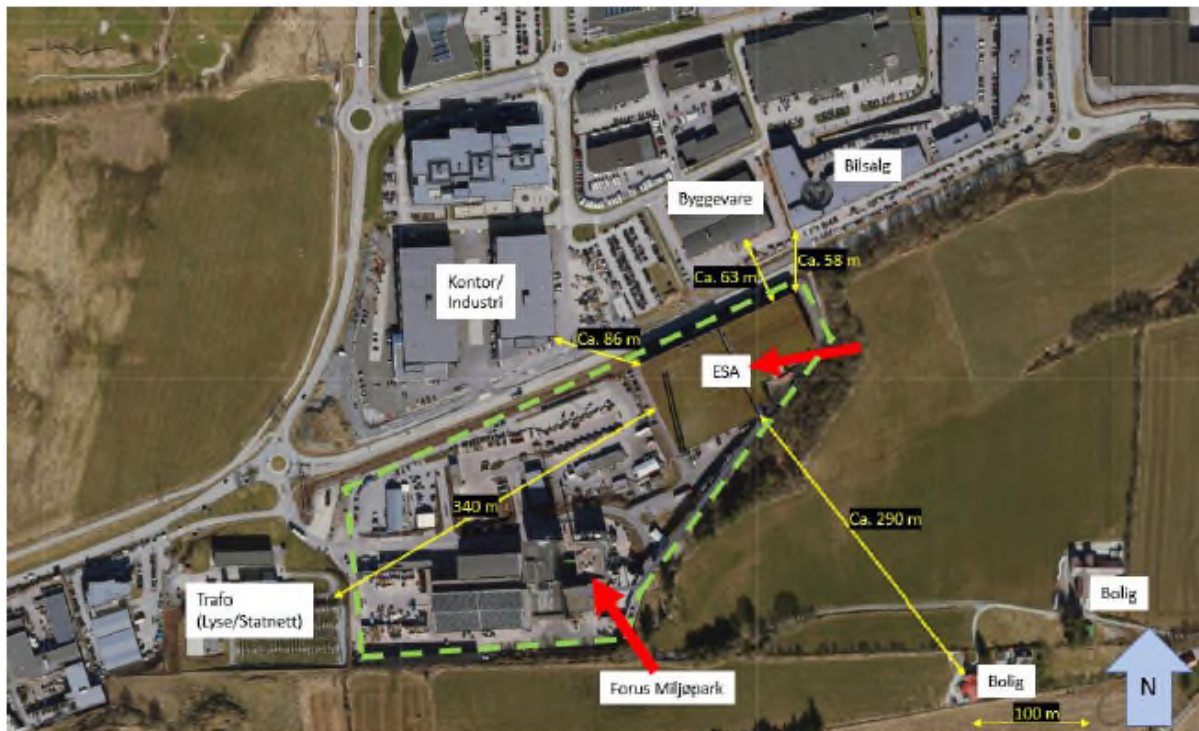 Bilsalg
Byggevare
Ca. 58 m
Ca. 63 m
Kontor/
Industri
Ca. 86 m
ESA
340 m
Ca. 290 m
Trafo
(Lyse/Statnett)
Bolig
Forus Miljøpark
Bolig
N
100 m